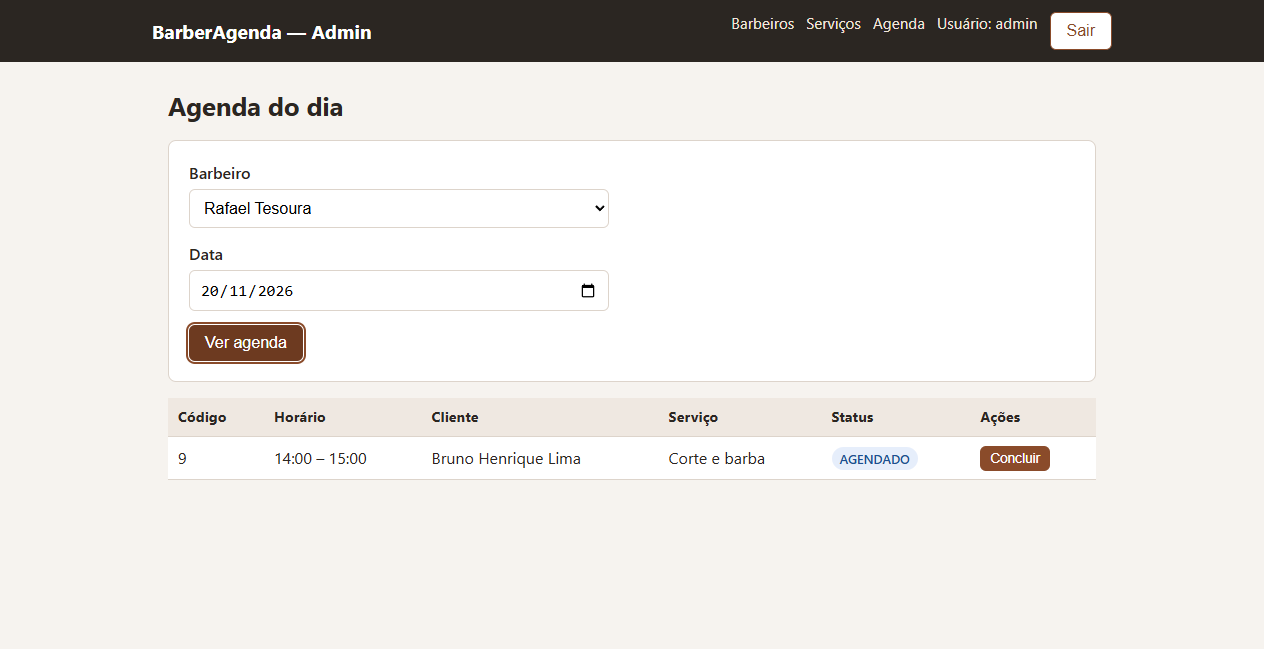 BarberAgenda — Admin
Barbeiros Serviços Agenda Usuário: admin Sair
Agenda do dia
Barbeiro
Rafael Tesoura
Data
20/11/2026
Ver agenda
Código Horário Cliente Serviço Status Ações
9 14:00 – 15:00 Bruno Henrique Lima Corte e barba AGENDADO Concluir